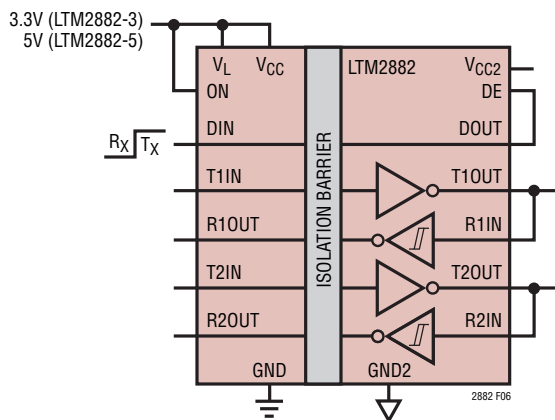 3.3V (LTM2882-3)
5V (LTM2882-5)
VL VCC LTM2882 VCC2
ON DE
DIN DOUT
RX TX
T1IN T1OUT
R1OUT R1IN
T2IN T2OUT
R2OUT R2IN
ISOLATION BARRIER
GND GND2
2882 F06